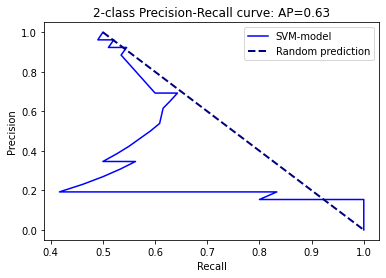 2-class Precision-Recall curve: AP=0.63
SVM-model
Random prediction
Precision
1.0
0.8
0.6
0.4
0.2
0.0
0.4
0.5
0.6
0.7
0.8
0.9
1.0
Recall